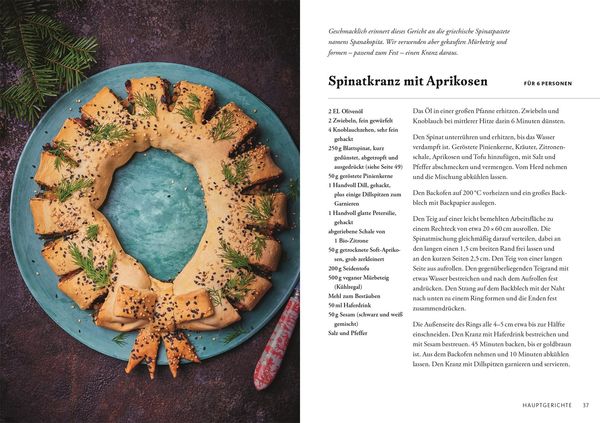 Geschmacklich erinnert dieses Gericht an die griechische Spinatpastete
namens Spanakopita. Wir verwenden aber gekauften Mürbeteig und
formen – passend zum Fest – einen Kranz daraus.
Spinatkranz mit Aprikosen
FÜR 6 PERSONEN
2 EL Olivenöl
2 Zwiebeln, fein gewürfelt
4 Knoblauchzehen, sehr fein
gehackt
250 g Blattspinat, kurz
gedünstet, abgetropft und
ausgedrückt (siehe Seite 49)
50 g geröstete Pinienkerne
1 Handvoll Dill, gehackt,
plus einige Dillspitzen zum
Garnieren
1 Handvoll glatte Petersilie,
gehackt
abgeriebene Schale von
1 Bio-Zitrone
50 g getrocknete Soft-Apriko-
sen, grob zerkleinert
200 g Seidentofu
500 g veganer Mürbeteig
(Kühlregal)
Mehl zum Bestäuben
50 ml Haferdrink
50 g Sesam (schwarz und weiß
gemischt)
Salz und Pfeffer
Das Öl in einer großen Pfanne erhitzen. Zwiebeln und
Knoblauch bei mittlerer Hitze darin 6 Minuten dünsten.
Den Spinat unterrühren und erhitzen, bis das Wasser
verdampft ist. Geröstete Pinienkerne, Kräuter, Zitronen-
schale, Aprikosen und Tofu hinzufügen, mit Salz und
Pfeffer abschmecken und vermengen. Vom Herd nehmen
und die Mischung abkühlen lassen.
Den Backofen auf 200 °C vorheizen und ein großes Back-
blech mit Backpapier auslegen.
Den Teig auf einer leicht bemehlten Arbeitsfläche zu
einem Rechteck von etwa 20 × 60 cm ausrollen. Die
Spinatmischung gleichmäßig darauf verteilen, dabei an
den langen einen 1,5 cm breiten Rand frei lassen und
an den kurzen Seiten 2,5 cm. Den Teig von einer langen
Seite aus aufrollen. Den gegenüberliegenden Teigrand mit
etwas Wasser bestreichen und nach dem Aufrollen fest
andrücken. Den Strang auf dem Backblech mit der Naht
nach unten zu einem Ring formen und die Enden fest
zusammendrücken.
Die Außenseite des Rings alle 4–5 cm etwa bis zur Hälfte
einschneiden. Den Kranz mit Haferdrink bestreichen und
mit Sesam bestreuen. 45 Minuten backen, bis er goldbraun
ist. Aus dem Backofen nehmen und 10 Minuten abkühlen
lassen. Den Kranz mit Dillspitzen garnieren und servieren.
HAUPTGERICHTE 37